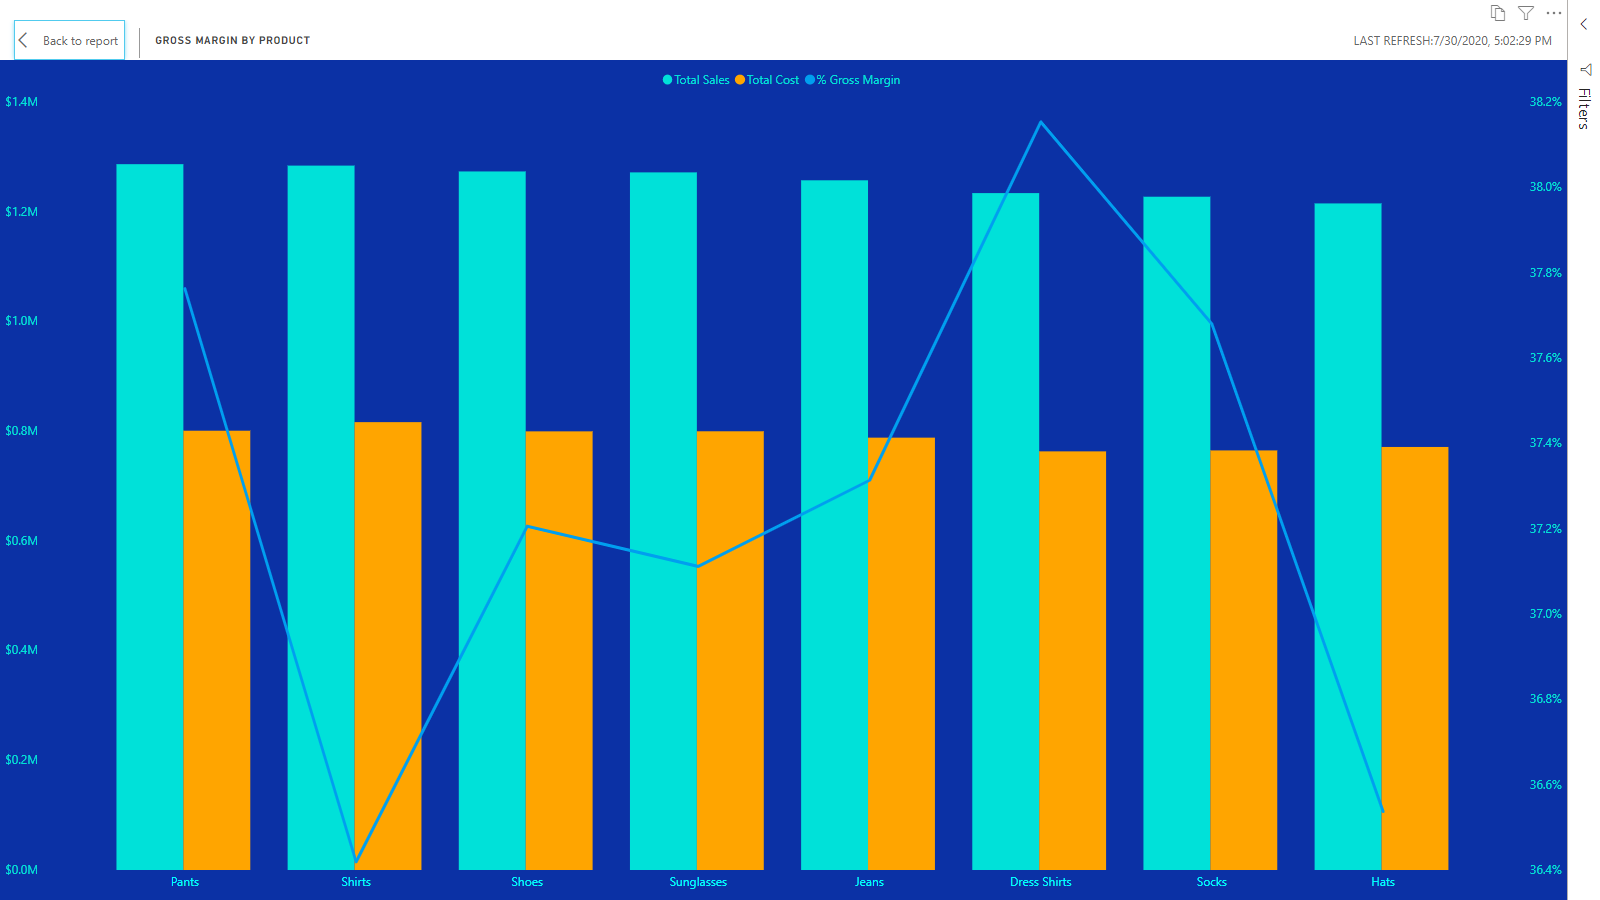 Back to report
GROSS MARGIN BY PRODUCT
LAST REFRESH:7/30/2020, 5:02:29 PM
Filters
Total Sales
Total Cost
% Gross Margin
$1.4M
$1.2M
$1.0M
$0.8M
$0.6M
$0.4M
$0.2M
$0.0M
38.2%
38.0%
37.8%
37.6%
37.4%
37.2%
37.0%
36.8%
36.6%
36.4%
Pants
Shirts
Shoes
Sunglasses
Jeans
Dress Shirts
Socks
Hats